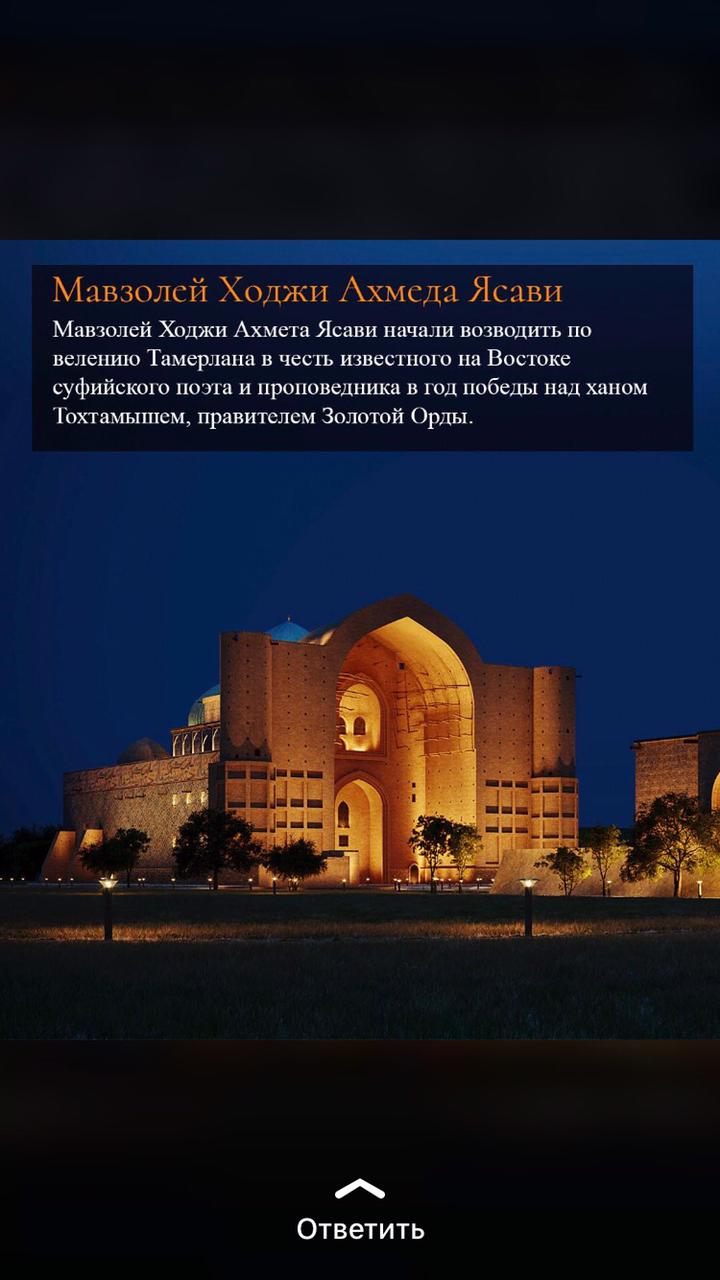 Мавзолей Ходжи Ахмеда Ясави
Мавзолей Ходжи Ахмета Ясави начали возводить по
велению Тамерлана в честь известного на Востоке
суфийского поэта и проповедника в год победы над ханом
Тохтамышем, правителем Золотой Орды.
Ответить